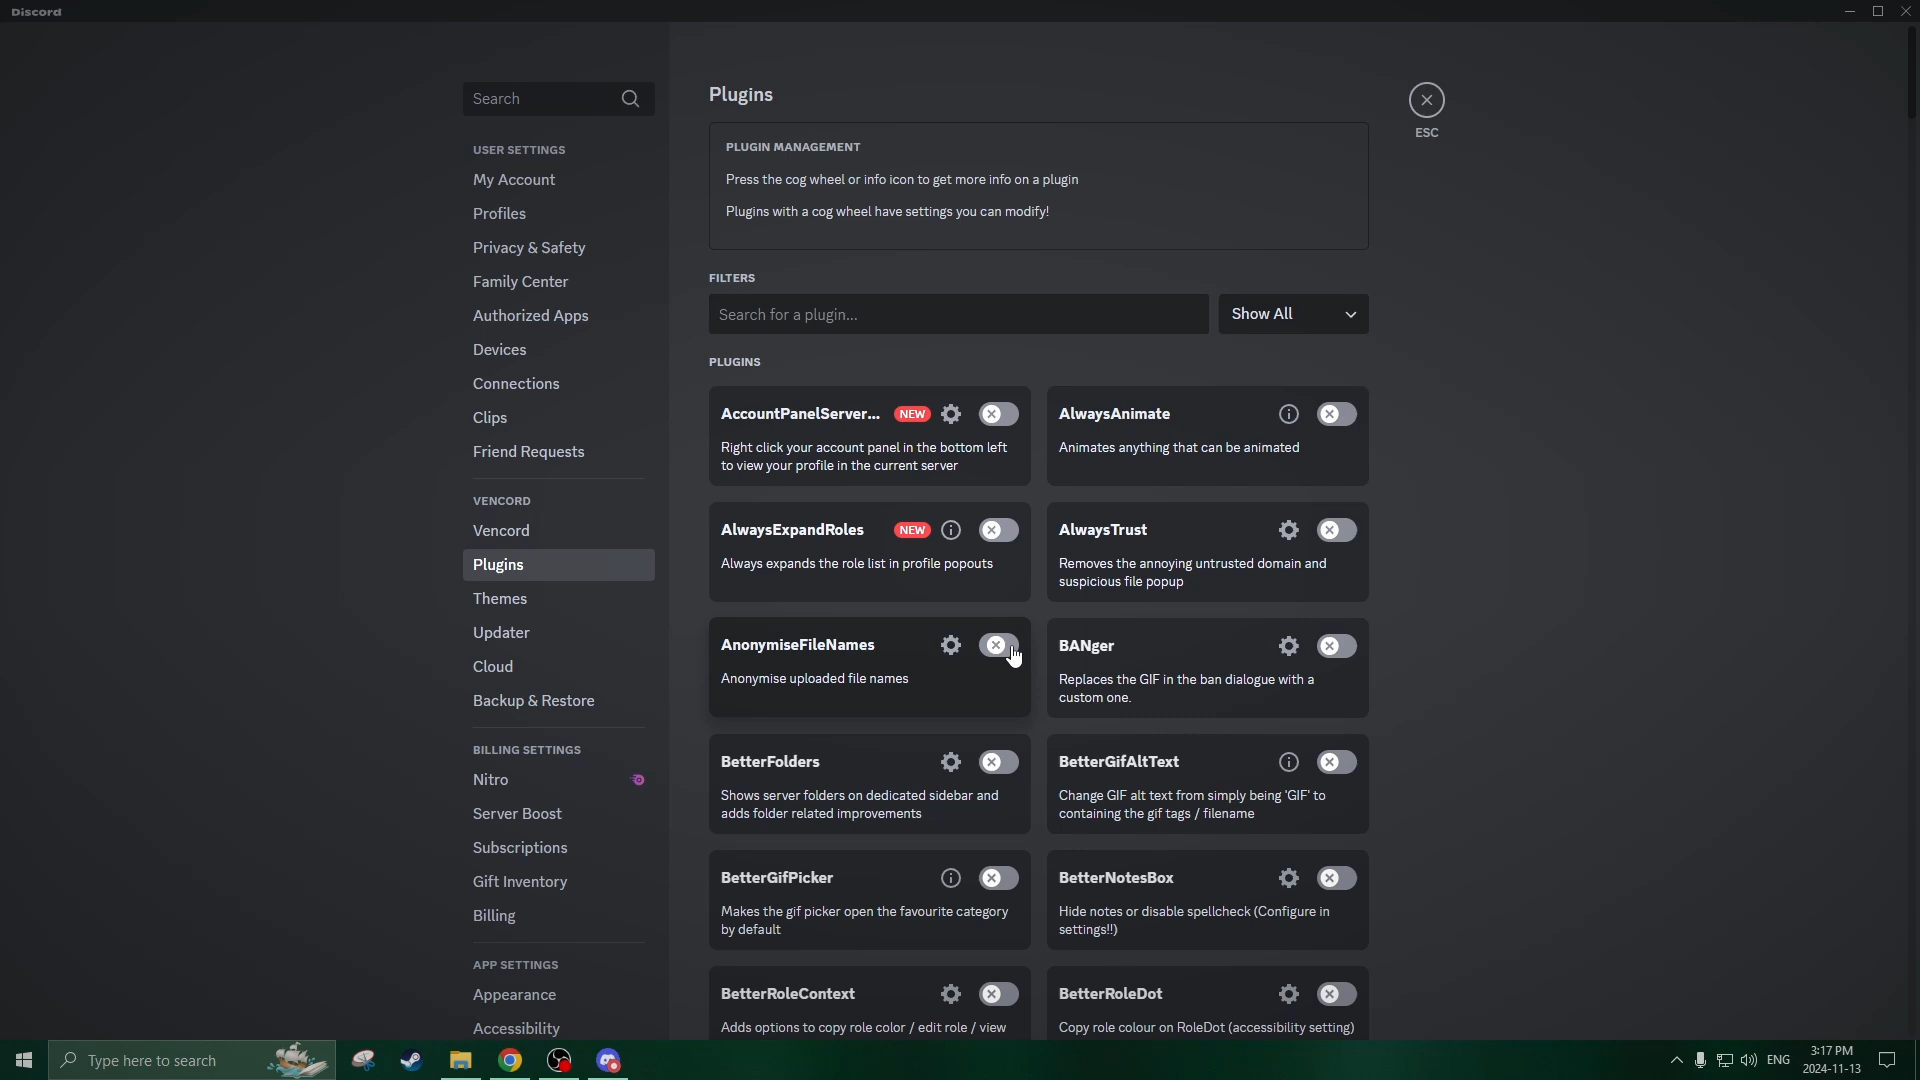 Discord
Search
USER SETTINGS
My Account
Profiles
Privacy & Safety
Family Center
Authorized Apps
Devices
Connections
Clips
Friend Requests
VENCORD
Vencord
Plugins
Themes
Updater
Cloud
Backup & Restore
BILLING SETTINGS
Nitro
Server Boost
Subscriptions
Gift Inventory
Billing
APP SETTINGS
Appearance
Accessibility
Plugins
PLUGIN MANAGEMENT
Press the cog wheel or info icon to get more info on a plugin
Plugins with a cog wheel have settings you can modify!
ESC
FILTERS
Search for a plugin...
Show All
PLUGINS
AccountPanelServer... NEW
Right click your account panel in the bottom left
to view your profile in the current server
AlwaysAnimate
Animates anything that can be animated
AlwaysExpandRoles NEW
Always expands the role list in profile popouts
AlwaysTrust
Removes the annoying untrusted domain and
suspicious file popup
AnonymiseFileNames
Anonymise uploaded file names
BANger
Replaces the GIF in the ban dialogue with a
custom one.
BetterFolders
Shows server folders on dedicated sidebar and
adds folder related improvements
BetterGifAltText
Change GIF alt text from simply being 'GIF' to
containing the gif tags / filename
BetterGifPicker
Makes the gif picker open the favourite category
by default
BetterNotesBox
Hide notes or disable spellcheck (Configure in
settings!!)
BetterRoleContext
Adds options to copy role color / edit role / view
BetterRoleDot
Copy role colour on RoleDot (accessibility setting)
Type here to search
ENG
3:17 PM
2024-11-13